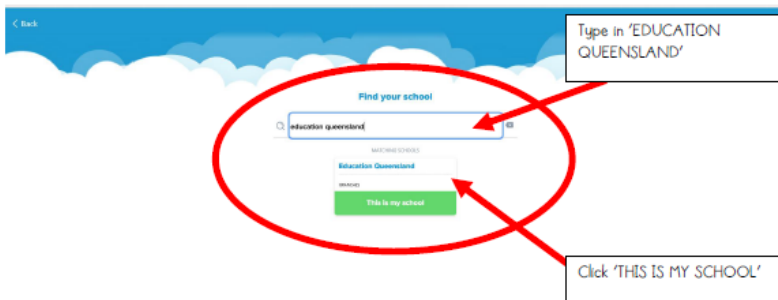 < Back
Type in 'EDUCATION
QUEENSLAND'
Find your school
education queensland
MATCHING SCHOOLS
Education Queensland
This is my school
Click 'THIS IS MY SCHOOL'